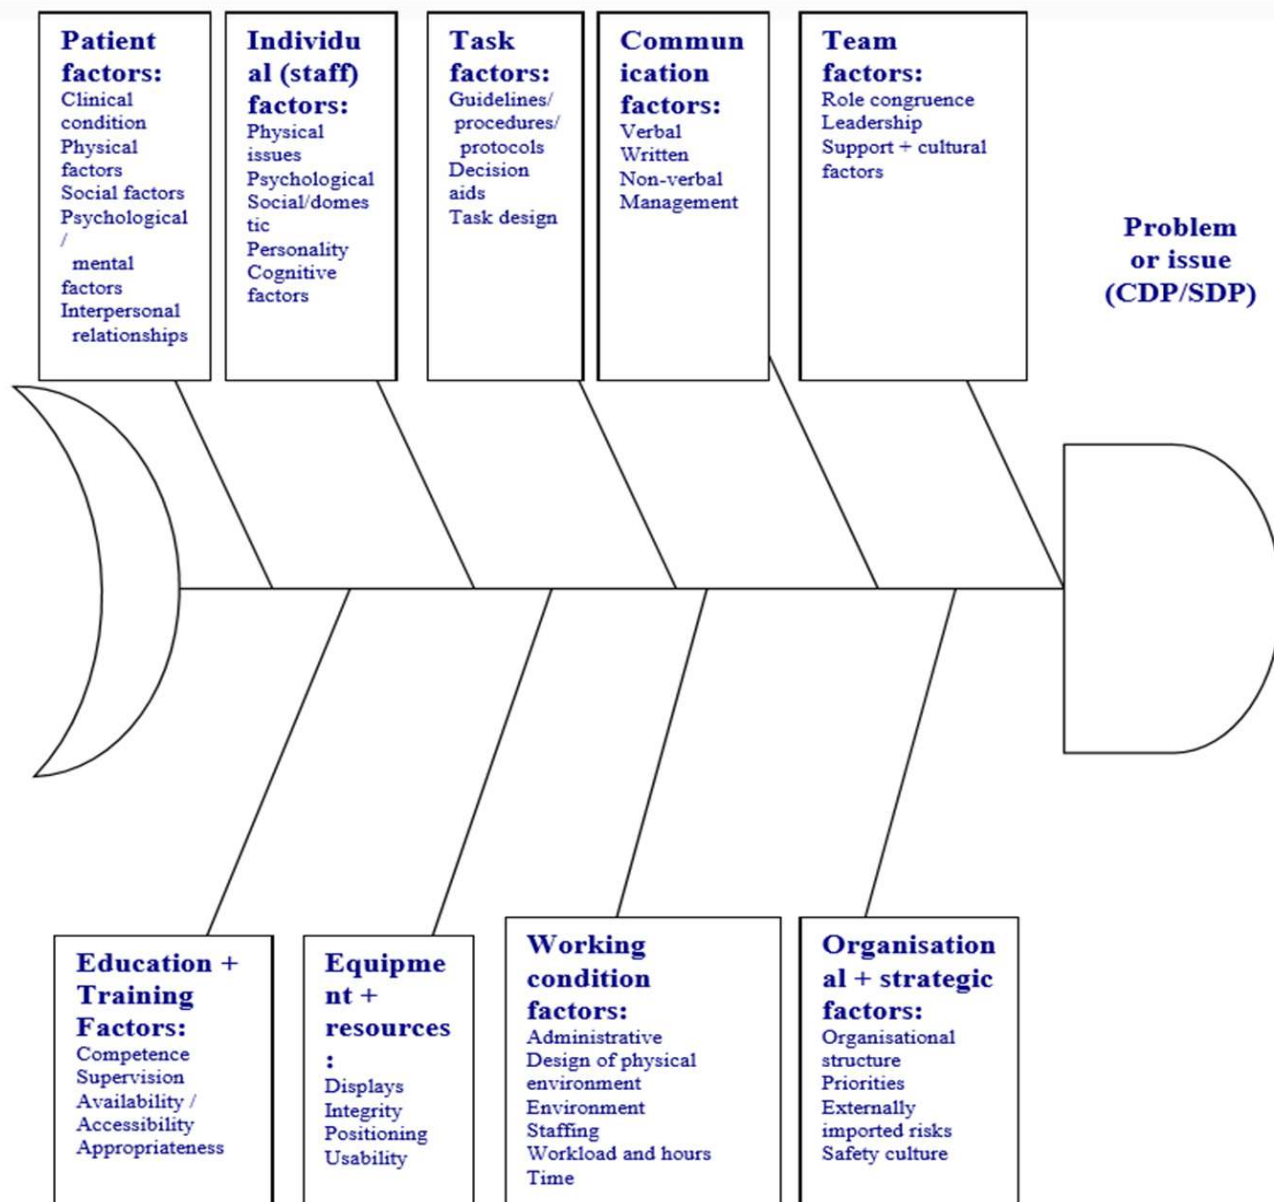 Patient
factors:
Clinical
condition
Physical
factors
Social factors
Psychological
/
mental
factors
Interpersonal
relationships
Individu
al (staff)
factors:
Physical
issues
Psychological
Social/domes
tic
Personality
Cognitive
factors
Task
factors:
Guidelines/
procedures/
protocols
Decision
aids
Task design
Commun
ication
factors:
Verbal
Written
Non-verbal
Management
Team
factors:
Role congruence
Leadership
Support + cultural
factors
Problem
or issue
(CDP/SDP)
Education +
Training
Factors:
Competence
Supervision
Availability /
Accessibility
Appropriateness
Equipme
nt +
resources
:
Displays
Integrity
Positioning
Usability
Working
condition
factors:
Administrative
Design of physical
environment
Environment
Staffing
Workload and hours
Time
Organisation
al + strategic
factors:
Organisational
structure
Priorities
Externally
imported risks
Safety culture